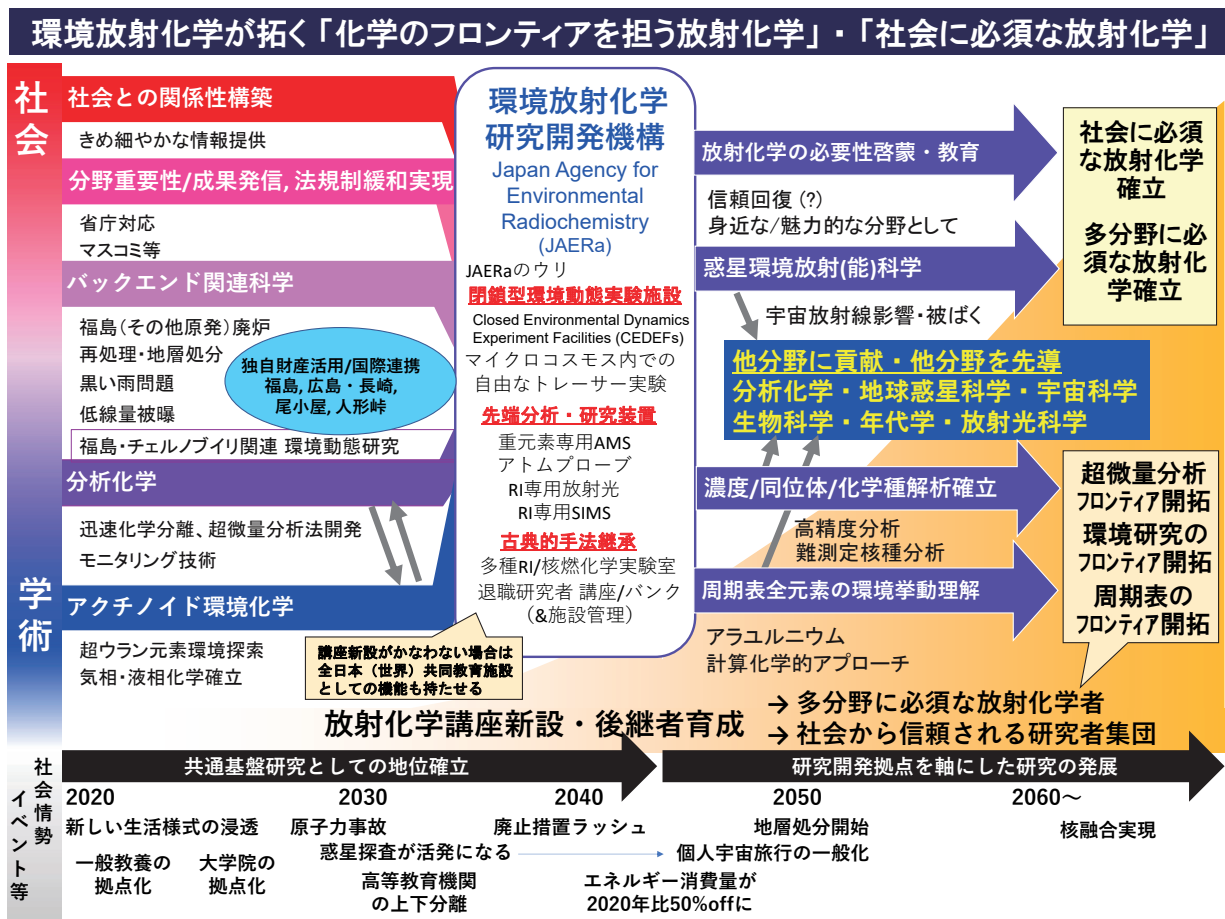 環境放射化学が拓く「化学のフロンティアを担う放射化学」・「社会に必須な放射化学」
社会
学術
社会との関係性構築
きめ細やかな情報提供
分野重要性/成果発信, 法規制緩和実現
省庁対応
マスコミ等
バックエンド関連科学
福島（その他原発）廃炉
再処理・地層処分
黒い雨問題
低線量被曝
福島・チェルノブイリ関連 環境動態研究
独自財産活用/国際連携
福島, 広島・長崎,
尾小屋, 人形峠
分析化学
迅速化学分離、超微量分析法開発
モニタリング技術
アクチノイド環境化学
超ウラン元素環境探索
気相・液相化学確立
環境放射化学
研究開発機構
Japan Agency for
Environmental
Radiochemistry
(JAERa)
JAERaのウリ
閉鎖型環境動態実験施設
Closed Environmental Dynamics
Experiment Facilities (CEDEFs)
マイクロコスモス内での
自由なトレーサー実験
先端分析・研究装置
重元素専用AMS
アトムプローブ
RI専用放射光
RI専用SIMS
古典的手法継承
多種RI/核燃化学実験室
退職研究者 講座/バンク
(&施設管理）
講座新設がかなわない場合は
全日本（世界）共同教育施設
としての機能も持たせる
放射化学の必要性啓蒙・教育
信頼回復 (?)
身近な/魅力的な分野として
惑星環境放射(能)科学
宇宙放射線影響・被ばく
他分野に貢献・他分野を先導
分析化学・地球惑星科学・宇宙科学
生物科学・年代学・放射光科学
濃度/同位体/化学種解析確立
高精度分析
難測定核種分析
周期表全元素の環境挙動理解
アラユルニウム
計算化学的アプローチ
社会に必須
な放射化学
確立
多分野に必
須な放射化
学確立
超微量分析
フロンティア開拓
環境研究の
フロンティア開拓
周期表の
フロンティア開拓
放射化学講座新設・後継者育成
→ 多分野に必須な放射化学者
→ 社会から信頼される研究者集団
社会情勢
イベント等
共通基盤研究としての地位確立
研究開発拠点を軸にした研究の発展
2020
2030
2040
2050
2060～
新しい生活様式の浸透
原子力事故
廃止措置ラッシュ
地層処分開始
核融合実現
惑星探査が活発になる
個人宇宙旅行の一般化
一般教養の
拠点化
大学院の
拠点化
高等教育機関
の上下分離
エネルギー消費量が
2020年比50%offに